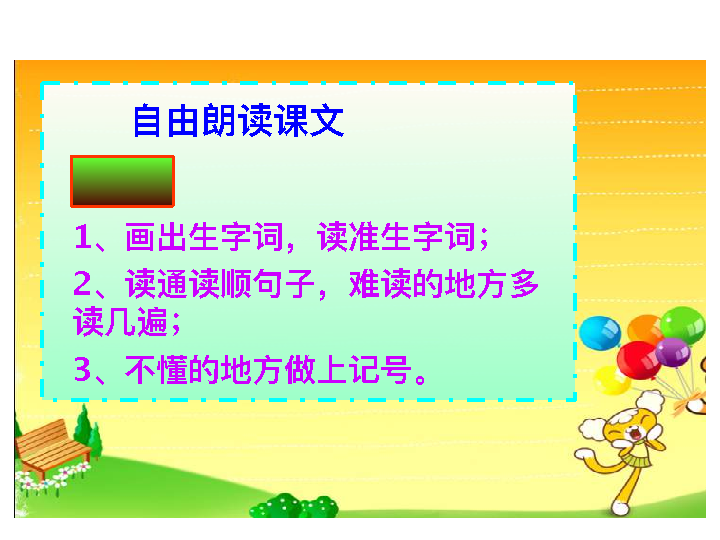 自由朗读课文
1、画出生字词，读准生字词；
2、读通读顺句子，难读的地方多
读几遍；
3、不懂的地方做上记号。